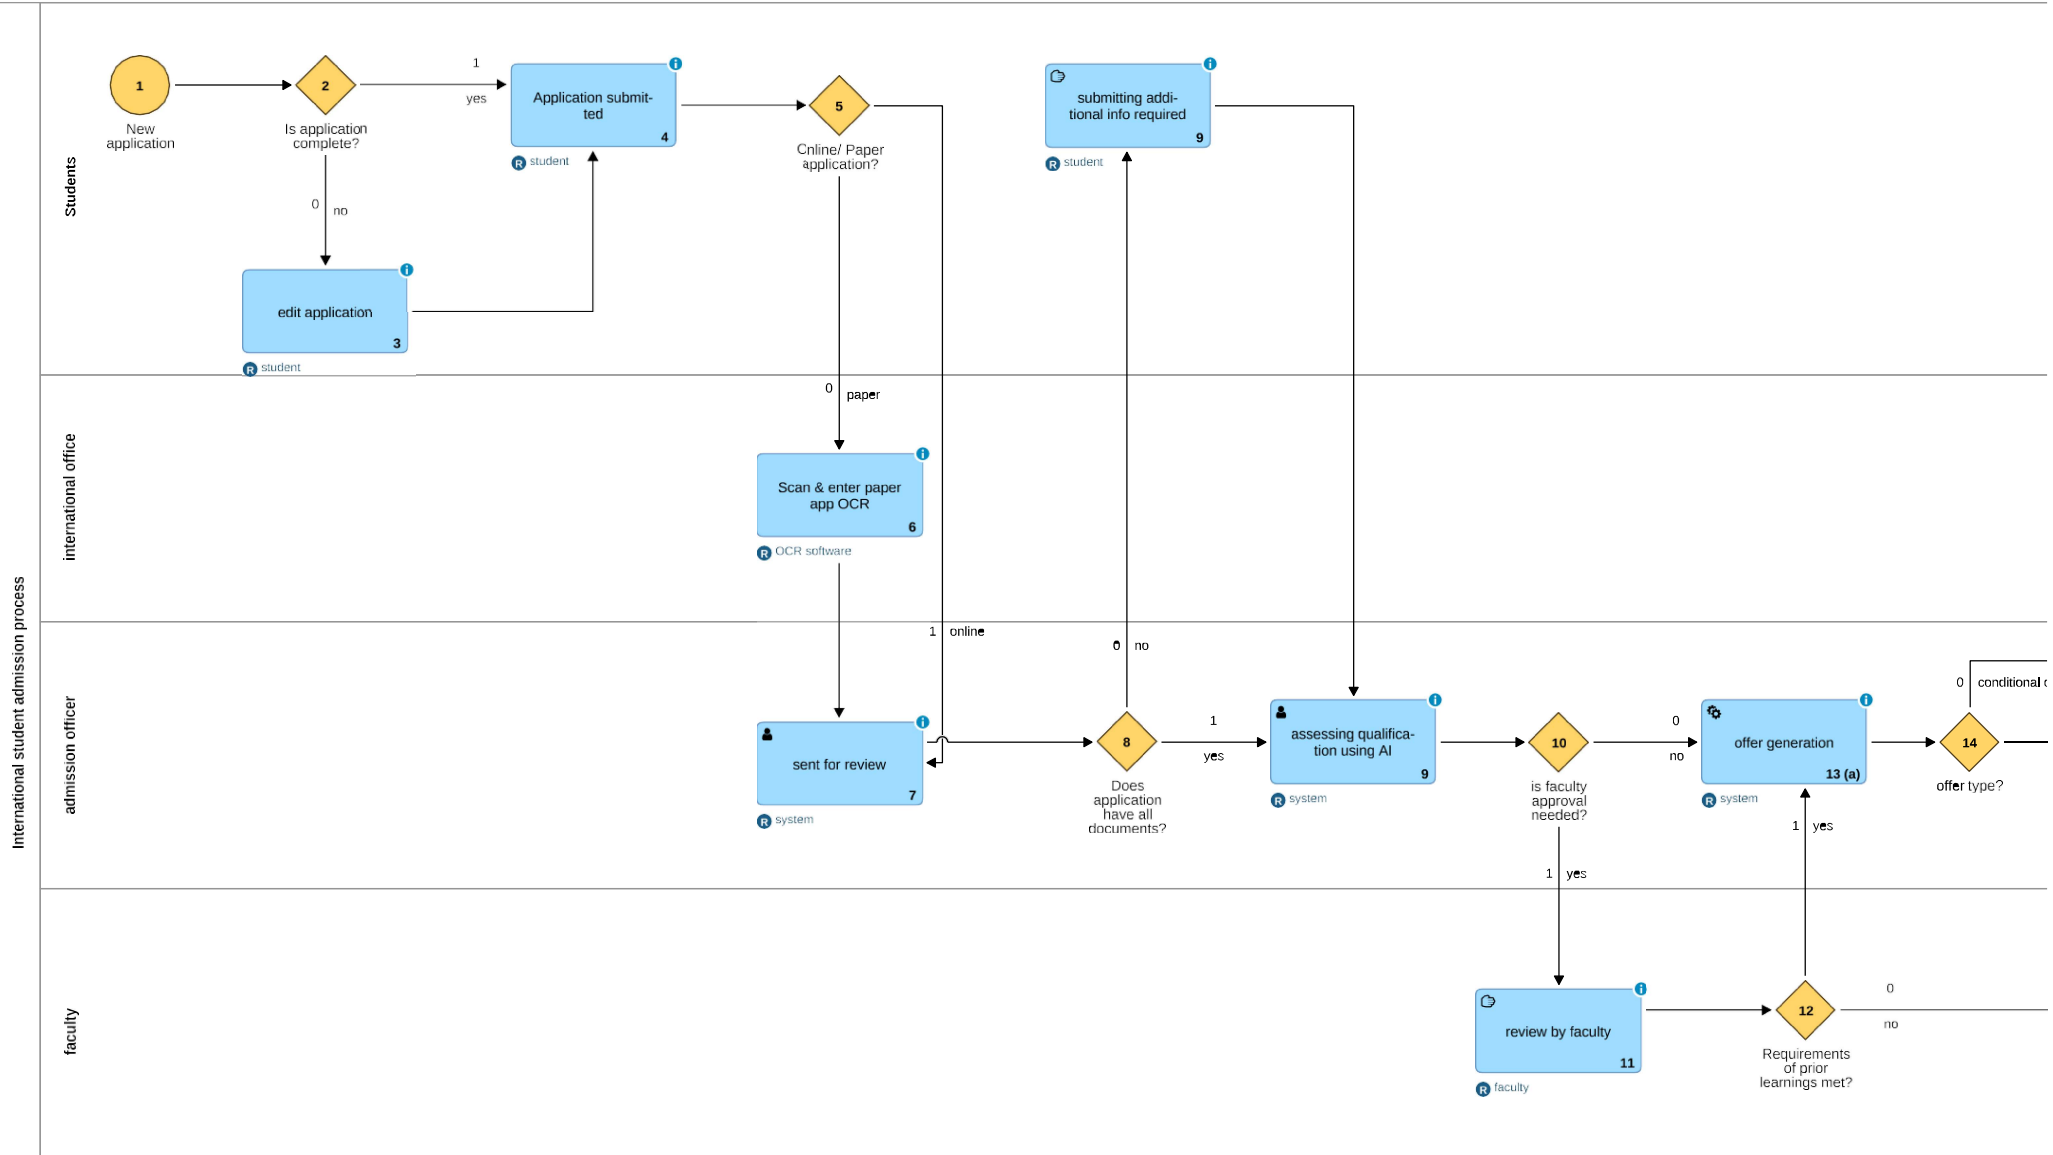 International student admission process
Students
1
New
application
2
Is application
complete?
1
yes
0
no
Application submit-
ted
4
R student
edit application
3
R student
5
Cnline/ Paper
application?
submitting addi-
tional info required
9
R student
international office
0
paper
Scan & enter paper
app OCR
6
R OCR software
admission officer
1
online
0
no
sent for review
7
R system
8
Does
application
have all
documents?
1
yes
assessing qualifica-
tion using AI
9
R system
10
is faculty
approval
needed?
0
no
1
yes
offer generation
13 (a)
R system
1
yes
14
offer type?
0
conditional
faculty
review by faculty
11
R faculty
12
Requirements
of prior
learnings met?
0
no